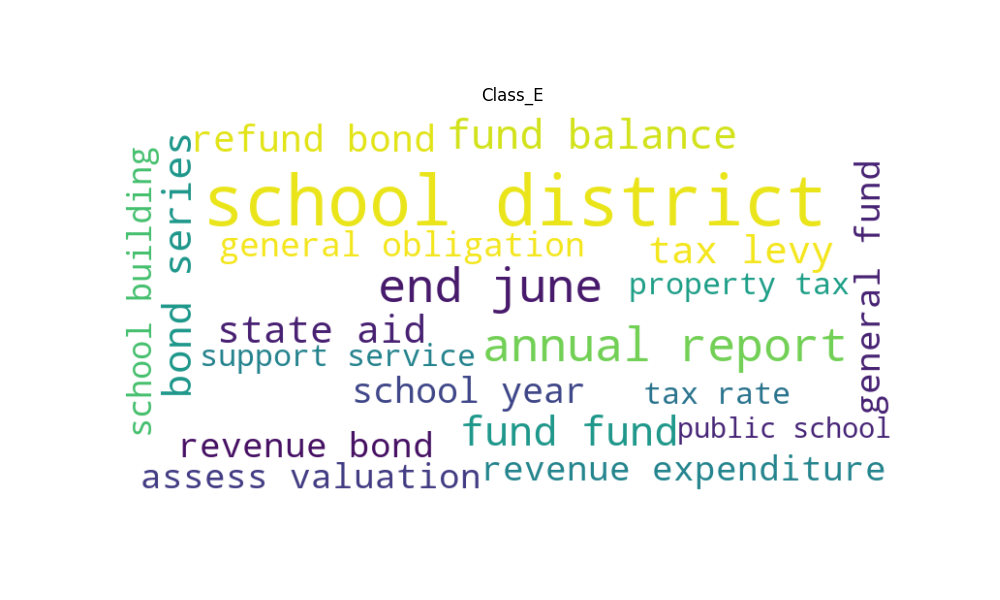 Class_E
refund bond
fund balance
school district
school building
bond series
general fund
general obligation
tax levy
end june
property tax
state aid
annual report
support service
school year
tax rate
fund fund
public school
revenue bond
assess valuation
revenue expenditure